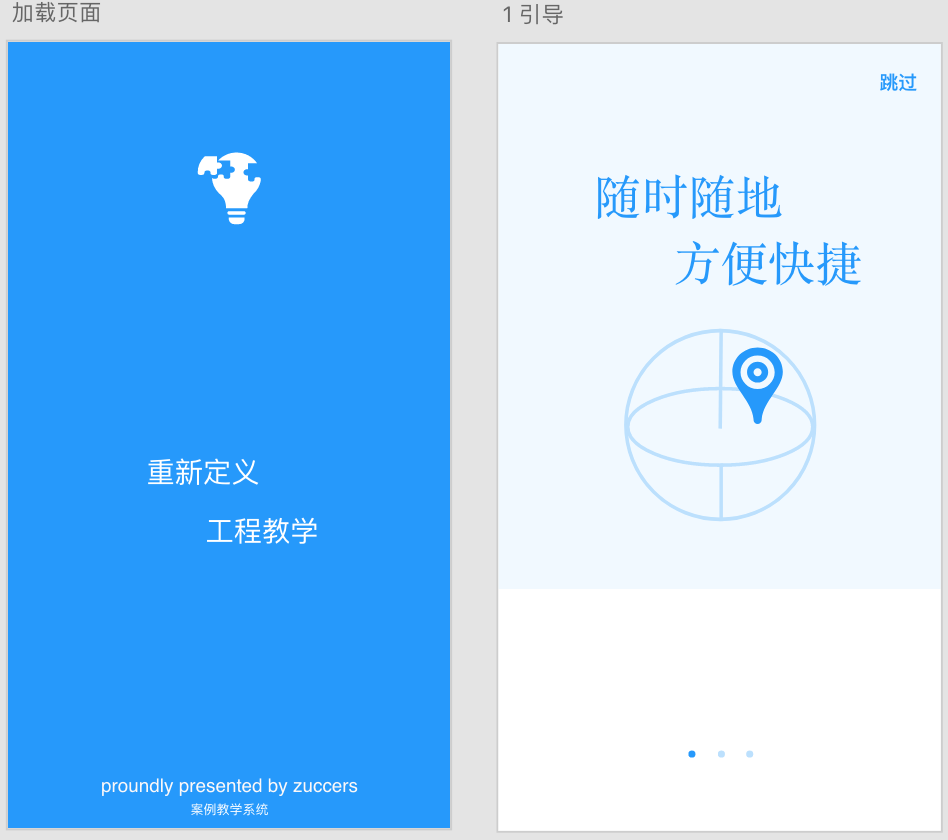 加载页面
重新定义
工程教学
proudly presented by zuccers
案例教学系统
1 引导
跳过
随时随地
方便快捷